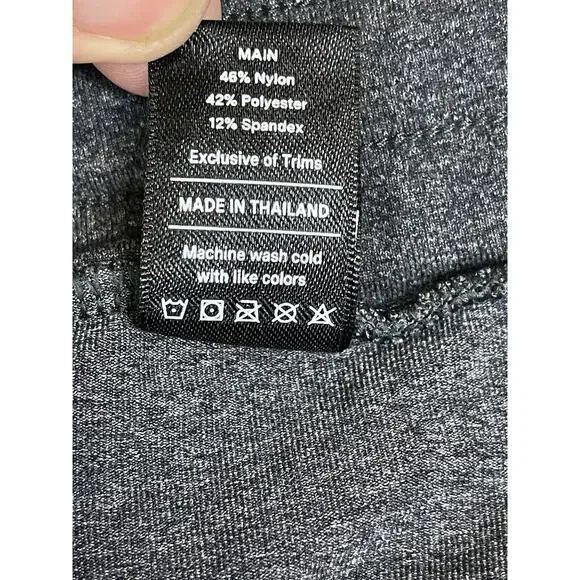 MAIN
46% Nylon
42% Polyester
12% Spandex
Exclusive of Trims
MADE IN THAILAND
Machine wash cold
with like colors